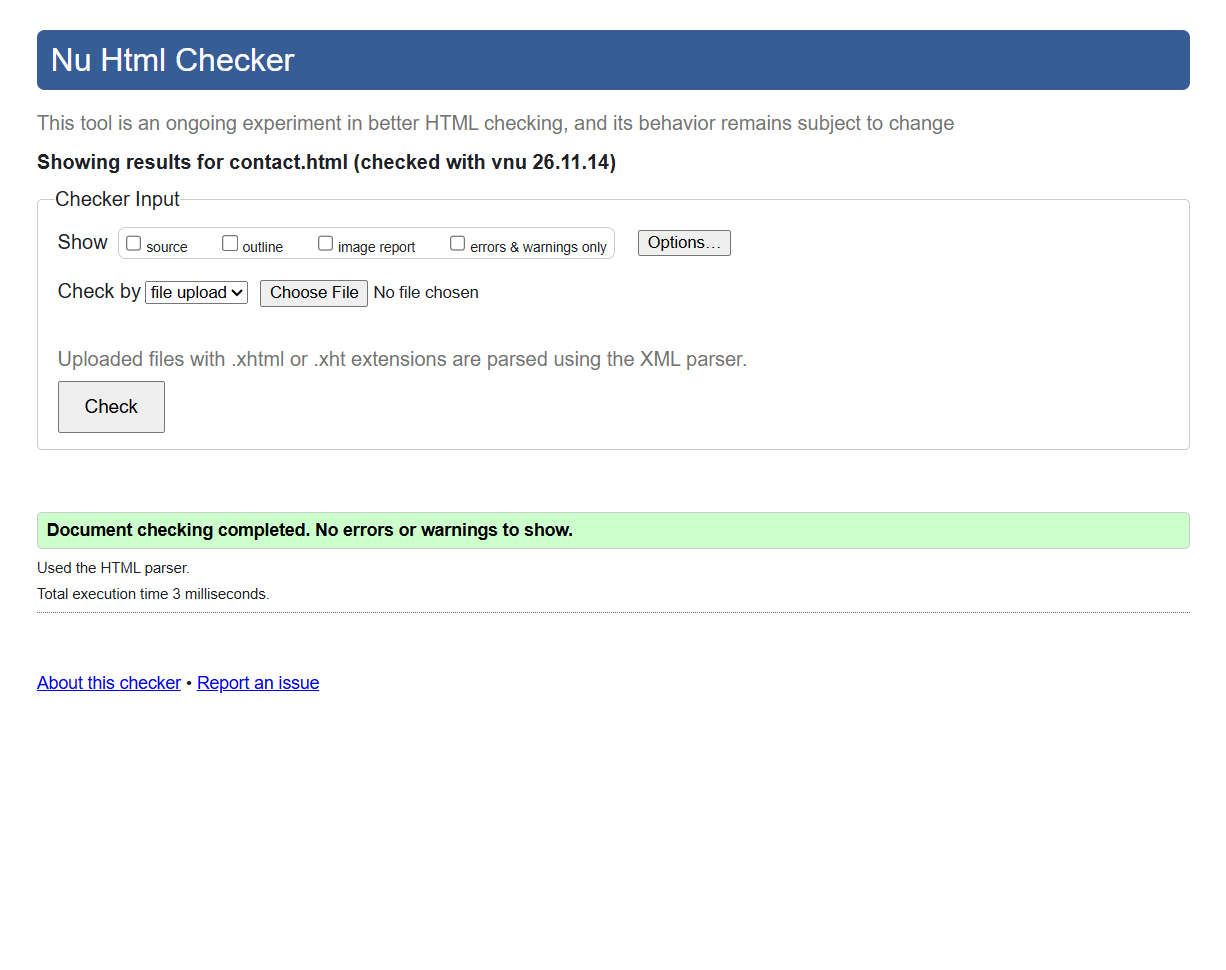 Nu Html Checker
This tool is an ongoing experiment in better HTML checking, and its behavior remains subject to change
Showing results for contact.html (checked with vnu 26.11.14)
Checker Input
Show source outline image report errors & warnings only Options…
Check by file upload Choose File No file chosen
Uploaded files with .xhtml or .xht extensions are parsed using the XML parser.
Check
Document checking completed. No errors or warnings to show.
Used the HTML parser.
Total execution time 3 milliseconds.
About this checker • Report an issue